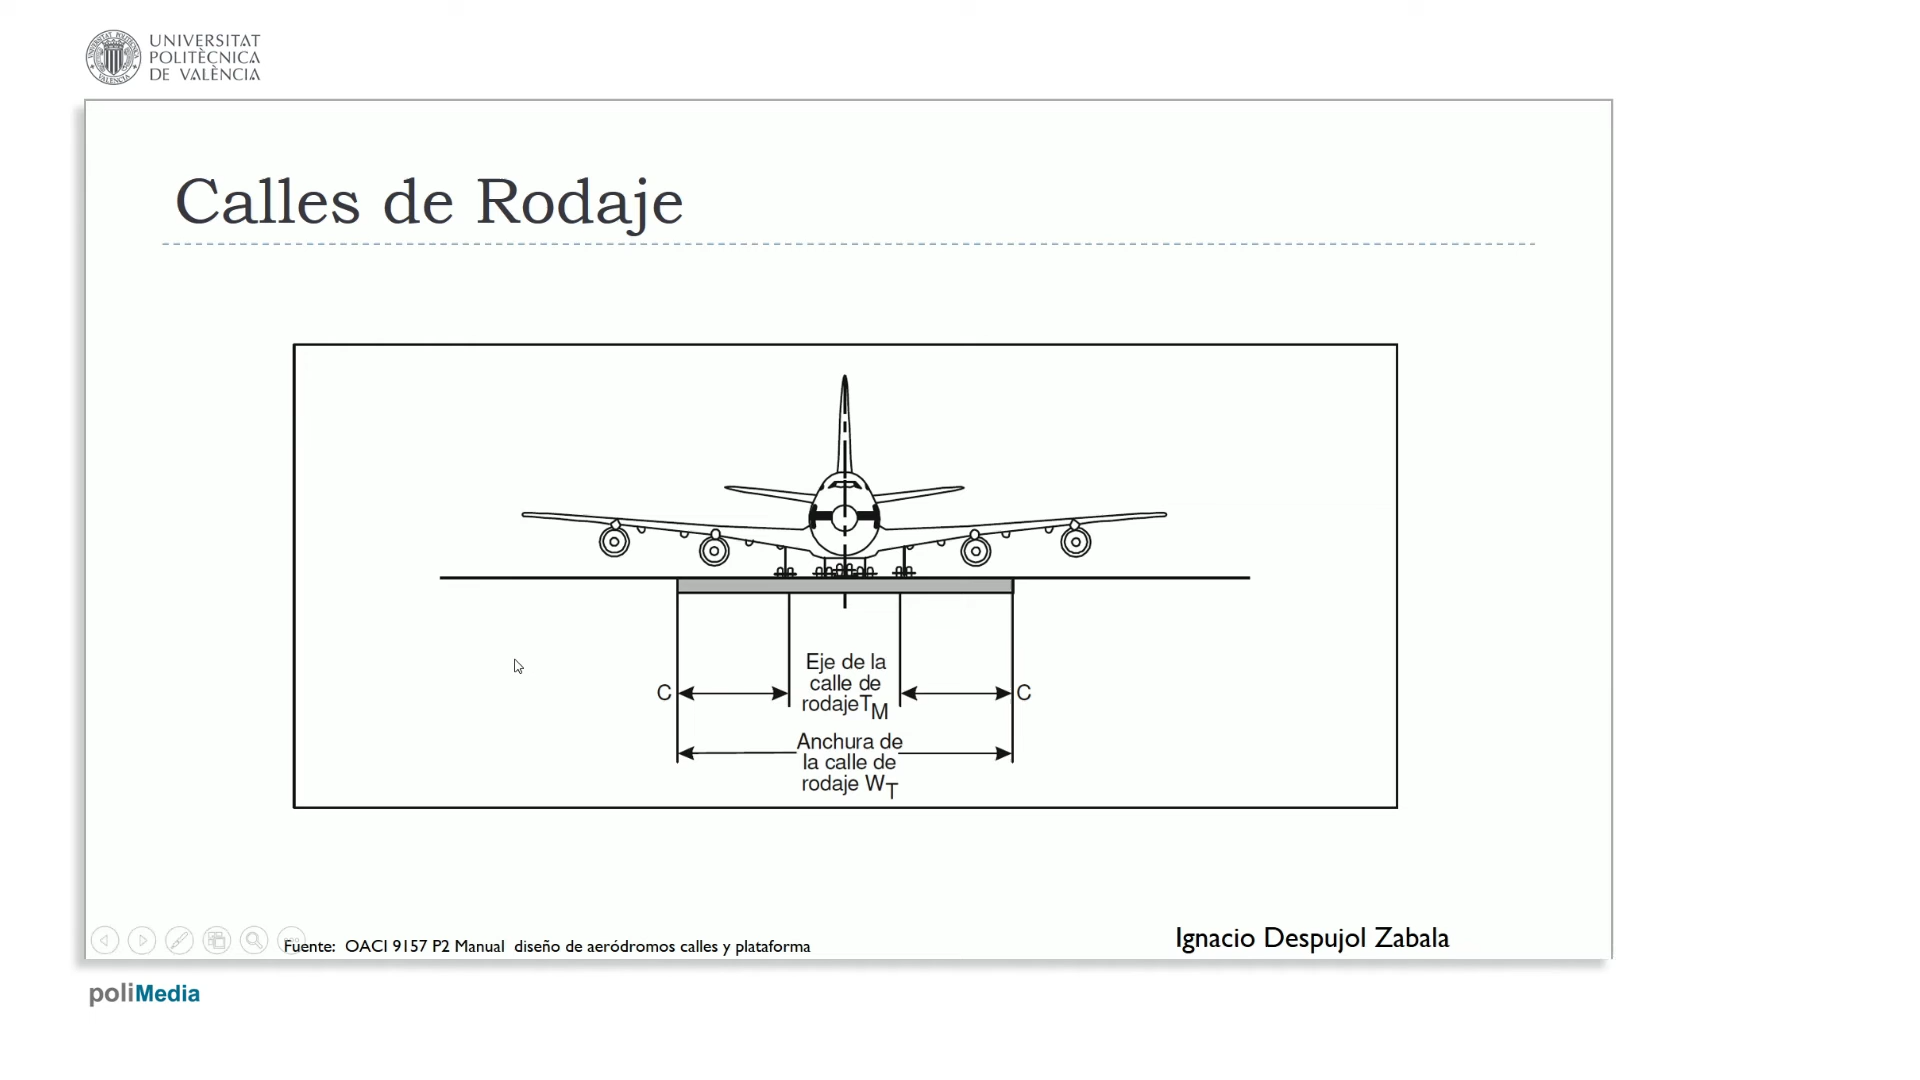 UNIVERSITAT
POLITÈCNICA
DE VALÈNCIA
Calles de Rodaje
Eje de la
calle de
rodajeTM
C
C
Anchura de
la calle de
rodaje WT
Fuente: OACI 9157 P2 Manual diseño de aeródromos calles y plataforma
Ignacio Despujol Zabala
poliMedia